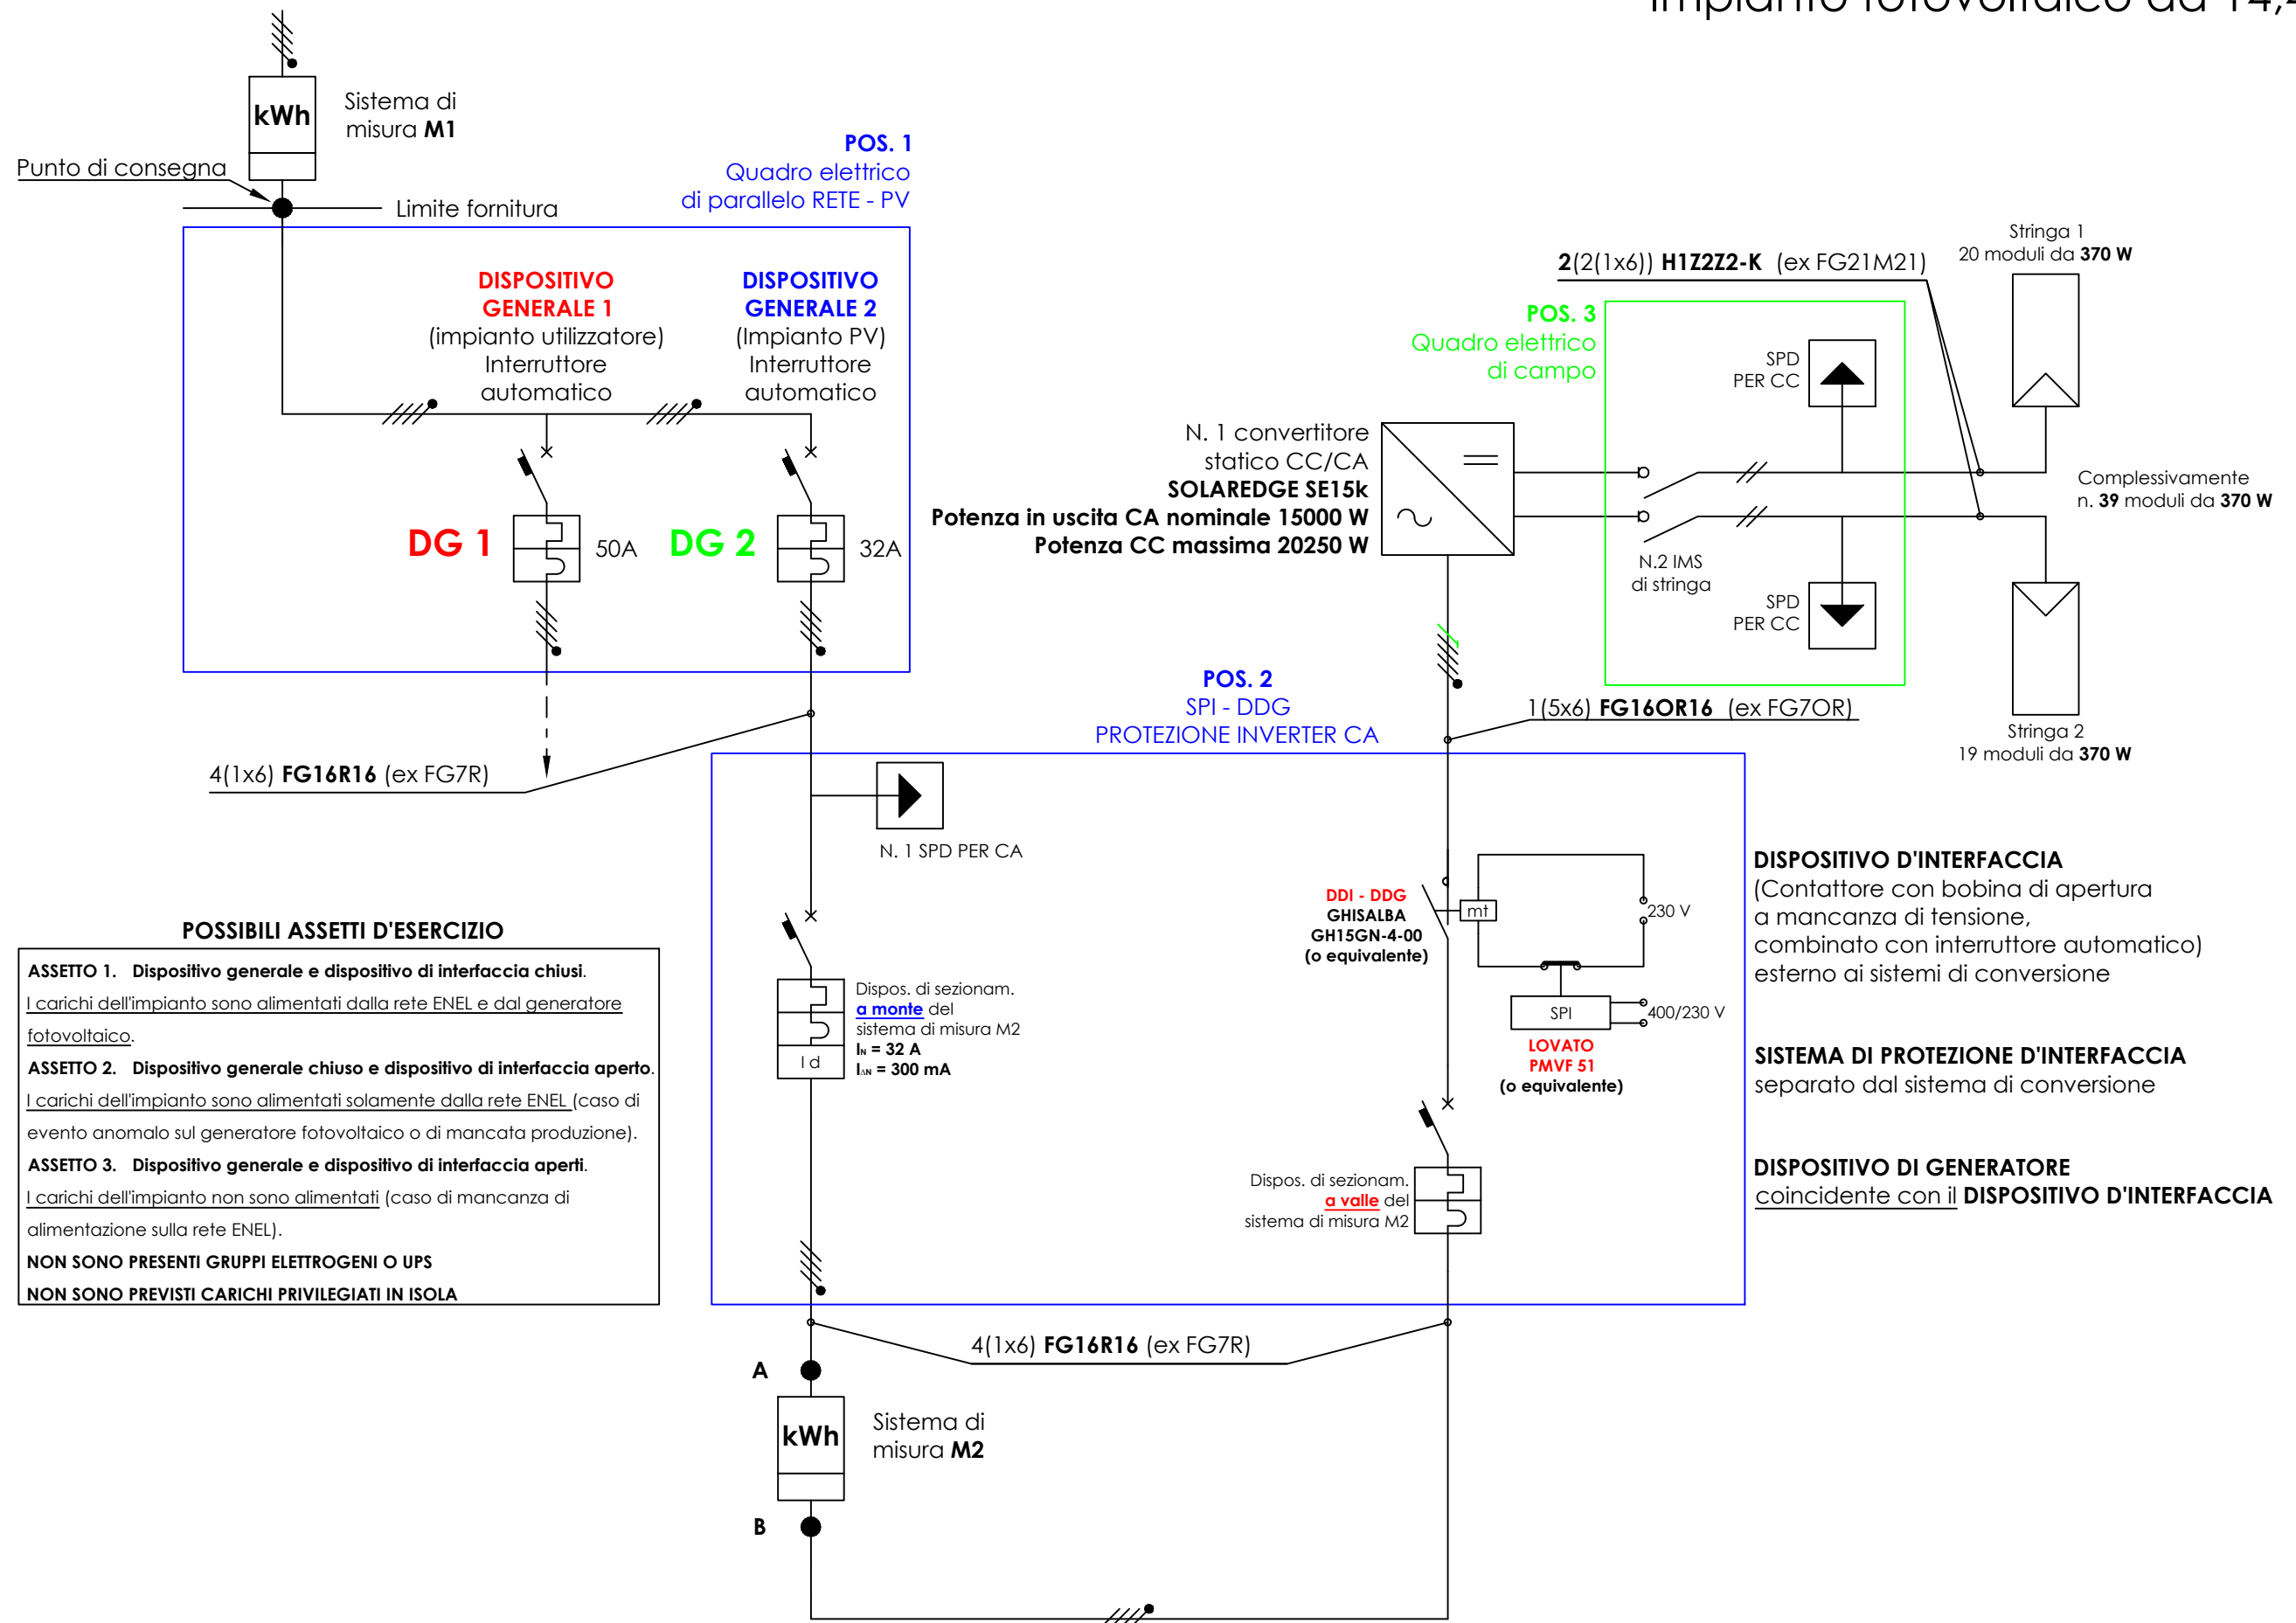 Impianto fotovoltaico da 14,4
kWh
Sistema di
misura M1
Punto di consegna
Limite fornitura
POS. 1
Quadro elettrico
di parallelo RETE - PV
DISPOSITIVO
GENERALE 1
(impianto utilizzatore)
Interruttore
automatico
DISPOSITIVO
GENERALE 2
(Impianto PV)
Interruttore
automatico
DG 1
50A
DG 2
32A
4(1x6) FG16R16 (ex FG7R)
2(2(1x6)) H1Z2Z2-K (ex FG21M21)
Stringa 1
20 moduli da 370 W
POS. 3
Quadro elettrico
di campo
SPD
PER CC
N. 1 convertitore
statico CC/CA
SOLAREDGE SE15k
Potenza in uscita CA nominale 15000 W
Potenza CC massima 20250 W
Complessivamente
n. 39 moduli da 370 W
N.2 IMS
di stringa
SPD
PER CC
Stringa 2
19 moduli da 370 W
POS. 2
SPI - DDG
PROTEZIONE INVERTER CA
1(5x6) FG16OR16 (ex FG7OR)
N. 1 SPD PER CA
DDI - DDG
GHISALBA
GH15GN-4-00
(o equivalente)
mt
230 V
SPI
400/230 V
LOVATO
PMVF 51
(o equivalente)
DISPOSITIVO D'INTERFACCIA
(Contattore con bobina di apertura
a mancanza di tensione,
combinato con interruttore automatico)
esterno ai sistemi di conversione
SISTEMA DI PROTEZIONE D'INTERFACCIA
separato dal sistema di conversione
DISPOSITIVO DI GENERATORE
coincidente con il DISPOSITIVO D'INTERFACCIA
Dispos. di sezionam.
a monte del
sistema di misura M2
IN = 32 A
IΔN = 300 mA
I d
Dispos. di sezionam.
a valle del
sistema di misura M2
POSSIBILI ASSETTI D'ESERCIZIO
ASSETTO 1. Dispositivo generale e dispositivo di interfaccia chiusi.
I carichi dell'impianto sono alimentati dalla rete ENEL e dal generatore
fotovoltaico.
ASSETTO 2. Dispositivo generale chiuso e dispositivo di interfaccia aperto.
I carichi dell'impianto sono alimentati solamente dalla rete ENEL (caso di
evento anomalo sul generatore fotovoltaico o di mancata produzione).
ASSETTO 3. Dispositivo generale e dispositivo di interfaccia aperti.
I carichi dell'impianto non sono alimentati (caso di mancanza di
alimentazione sulla rete ENEL).
NON SONO PRESENTI GRUPPI ELETTROGENI O UPS
NON SONO PREVISTI CARICHI PRIVILEGIATI IN ISOLA
4(1x6) FG16R16 (ex FG7R)
A
kWh
Sistema di
misura M2
B